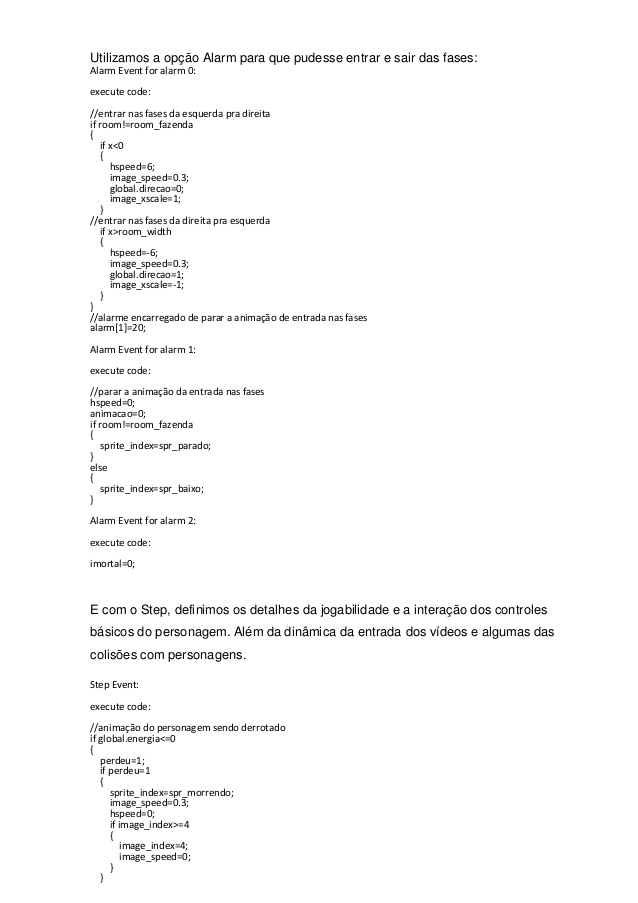 Utilizamos a opção Alarm para que pudesse entrar e sair das fases:
Alarm Event for alarm 0:
execute code:
//entrar nas fases da esquerda pra direita
if room!=room_fazenda
{
if x<0
{
hspeed=6;
image_speed=0.3;
global.direcao=0;
image_xscale=1;
}
//entrar nas fases da direita pra esquerda
if x>room_width
{
hspeed=-6;
image_speed=0.3;
global.direcao=1;
image_xscale=-1;
}
}
//alarme encarregado de parar a animação de entrada nas fases
alarm[1]=20;
Alarm Event for alarm 1:
execute code:
//parar a animação da entrada nas fases
hspeed=0;
animacao=0;
if room!=room_fazenda
{
sprite_index=spr_parado;
}
else
{
sprite_index=spr_baixo;
}
Alarm Event for alarm 2:
execute code:
imortal=0;
E com o Step, definimos os detalhes da jogabilidade e a interação dos controles
básicos do personagem. Além da dinâmica da entrada dos vídeos e algumas das
colisões com personagens.
Step Event:
execute code:
//animação do personagem sendo derrotado
if global.energia<=0
{
perdeu=1;
if perdeu=1
{
sprite_index=spr_morrendo;
image_speed=0.3;
hspeed=0;
if image_index>=4
{
image_index=4;
image_speed=0;
}
}